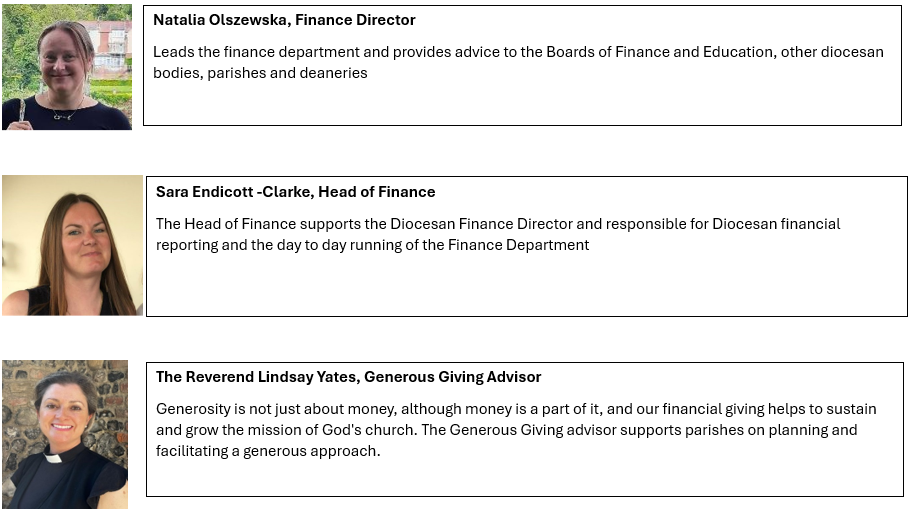 Natalia Olszewska, Finance Director
Leads the finance department and provides advice to the Boards of Finance and Education, other diocesan
bodies, parishes and deaneries
Sara Endicott -Clarke, Head of Finance
The Head of Finance supports the Diocesan Finance Director and responsible for Diocesan financial
reporting and the day to day running of the Finance Department
The Reverend Lindsay Yates, Generous Giving Advisor
Generosity is not just about money, although money is a part of it, and our financial giving helps to sustain
and grow the mission of God's church. The Generous Giving advisor supports parishes on planning and
facilitating a generous approach.